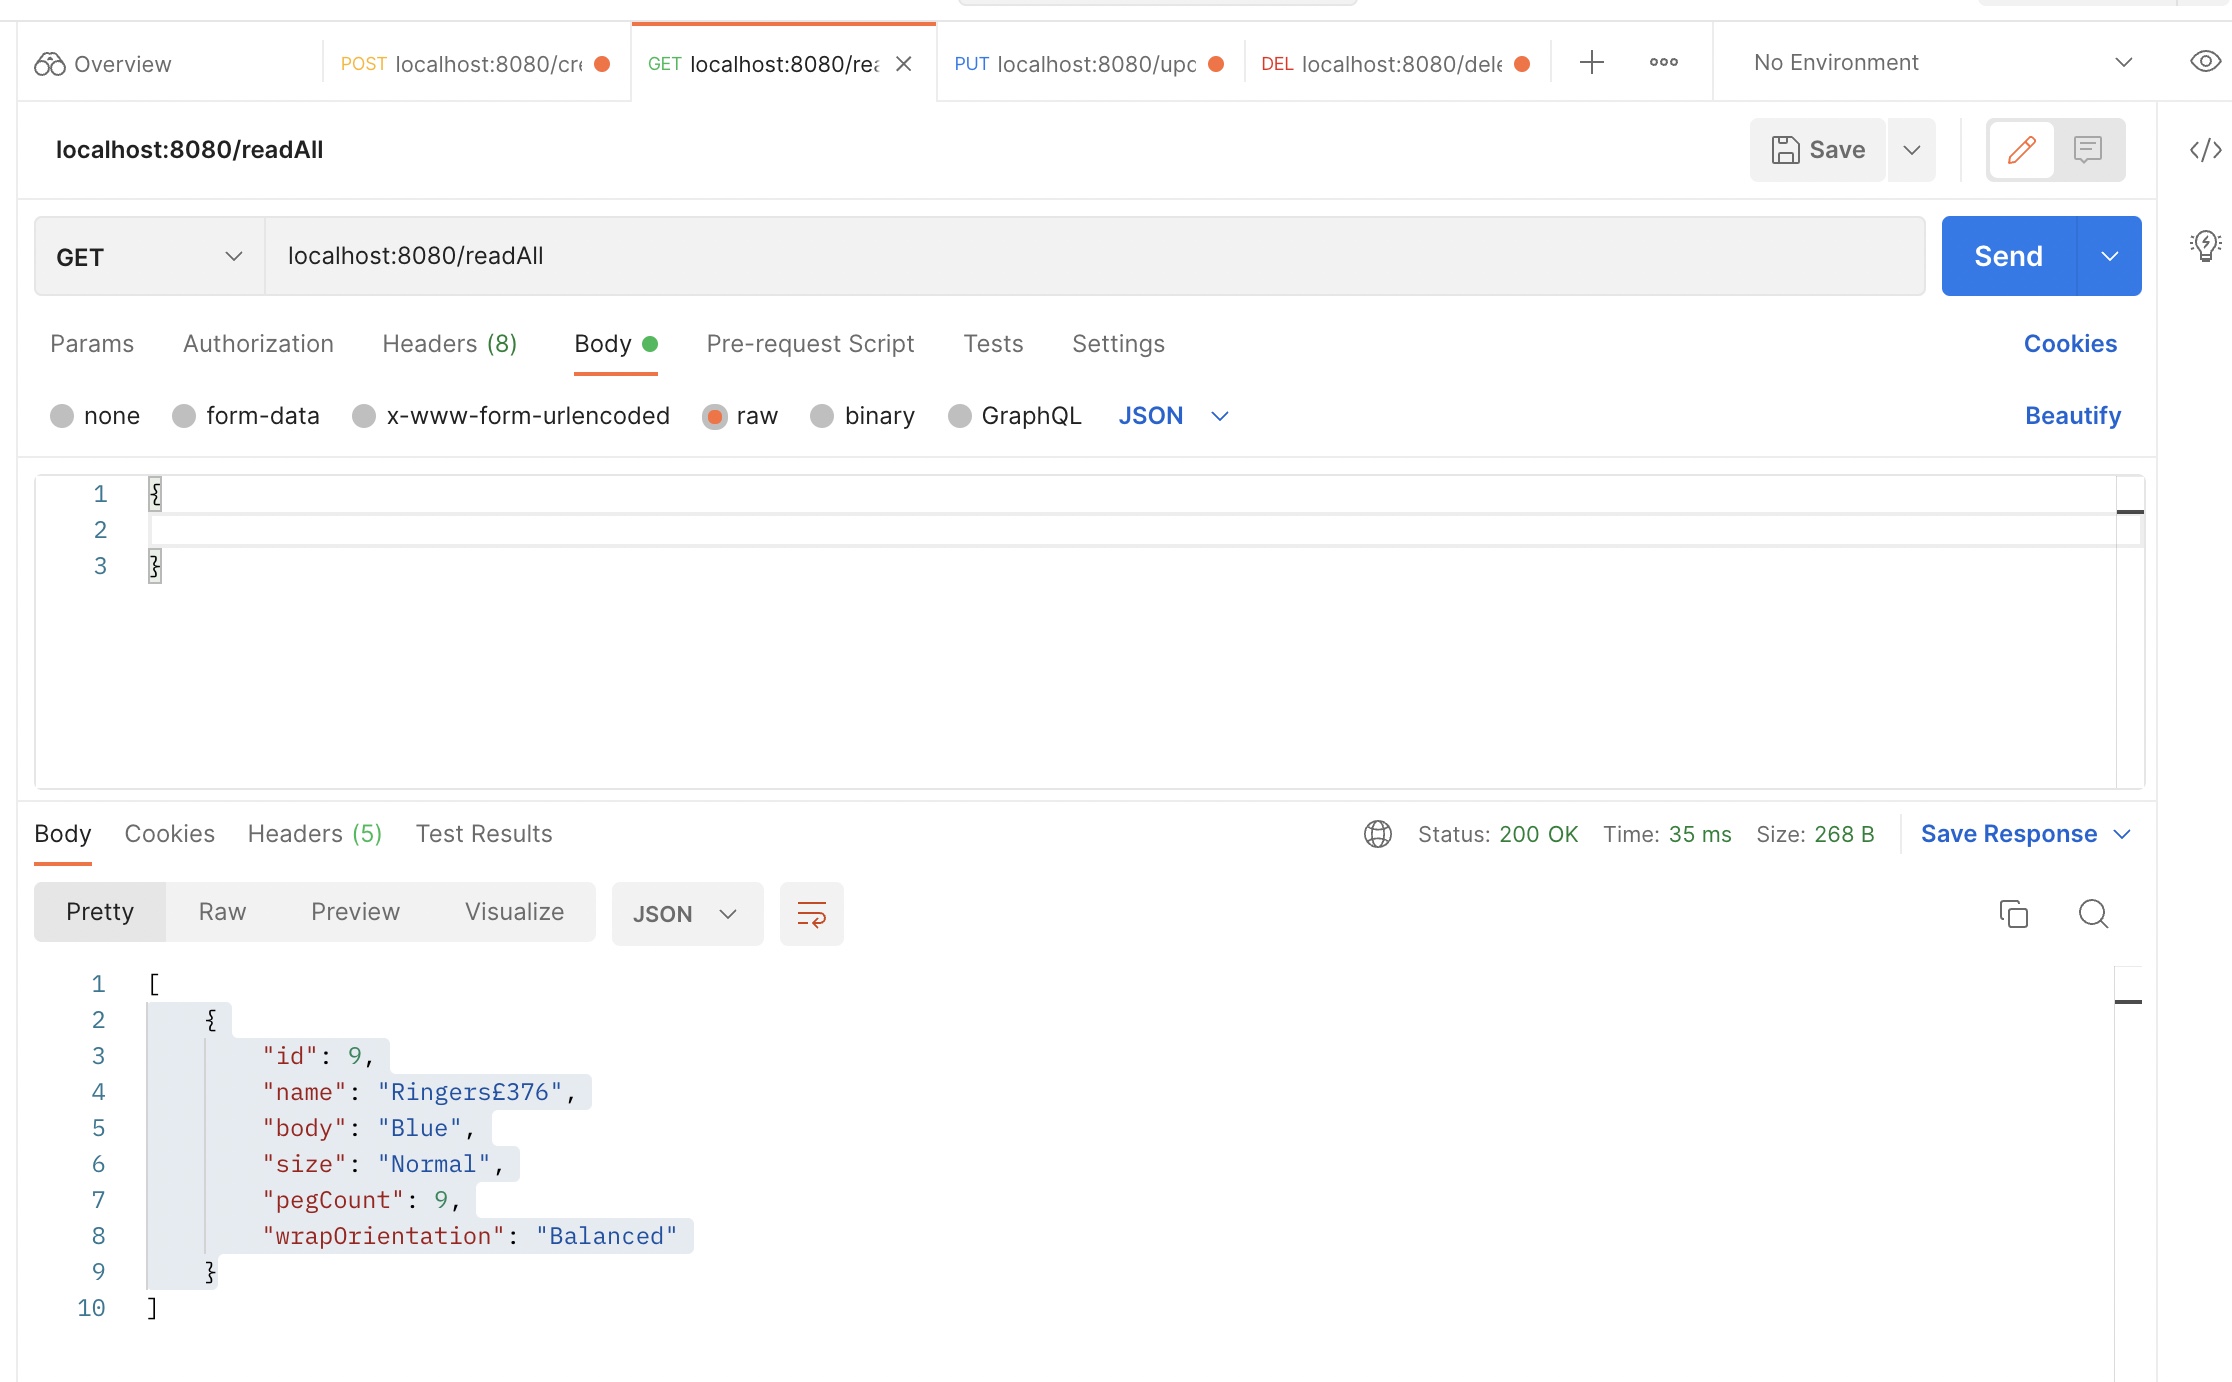 Overview
POST localhost:8080/cre
GET localhost:8080/rea
PUT localhost:8080/upd
DEL localhost:8080/dele
No Environment
localhost:8080/readAll
Save
GET
localhost:8080/readAll
Send
Params Authorization Headers (8) Body Pre-request Script Tests Settings Cookies
none form-data x-www-form-urlencoded raw binary GraphQL JSON Beautify
1 {
2
3 }
Body Cookies Headers (5) Test Results Status: 200 OK Time: 35 ms Size: 268 B Save Response
Pretty Raw Preview Visualize JSON
1 [
2 {
3 "id": 9,
4 "name": "Ringers£376",
5 "body": "Blue",
6 "size": "Normal",
7 "pegCount": 9,
8 "wrapOrientation": "Balanced"
9 }
10 ]